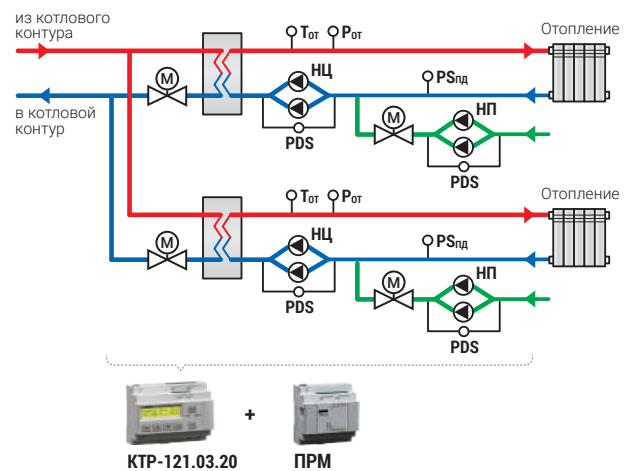 из котлового
контура
Tот Pот
Отопление
M
НЦ
PSпд
в котловой
контур
M
НП
PDS
PDS
Tот Pот
Отопление
M
НЦ
PSпд
M
НП
PDS
PDS
+
КТР-121.03.20
ПРМ